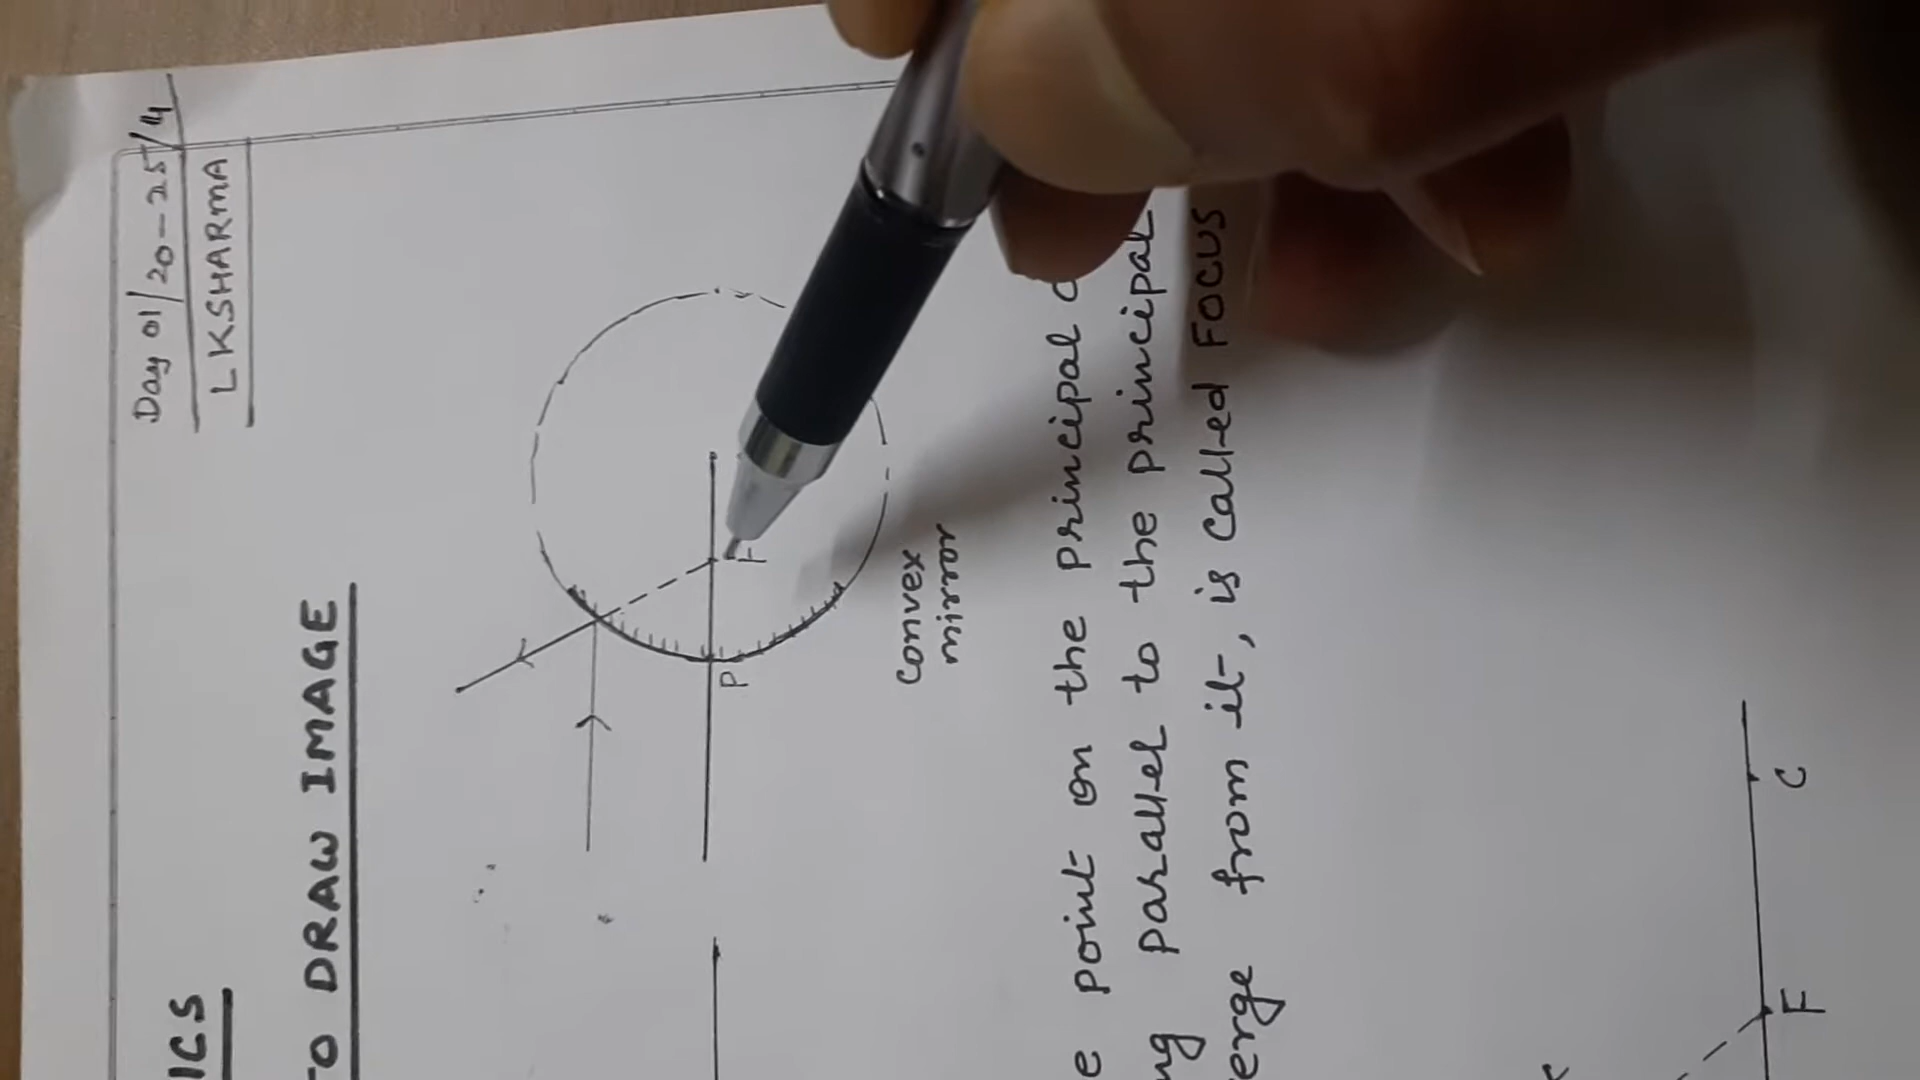 Day 01/20-25/4
LKSHARMA
ICS
TO DRAW IMAGE
F
P
Convex
mirror
point on the principal
parallel to the principal
from it, is called FOCUS
C
F